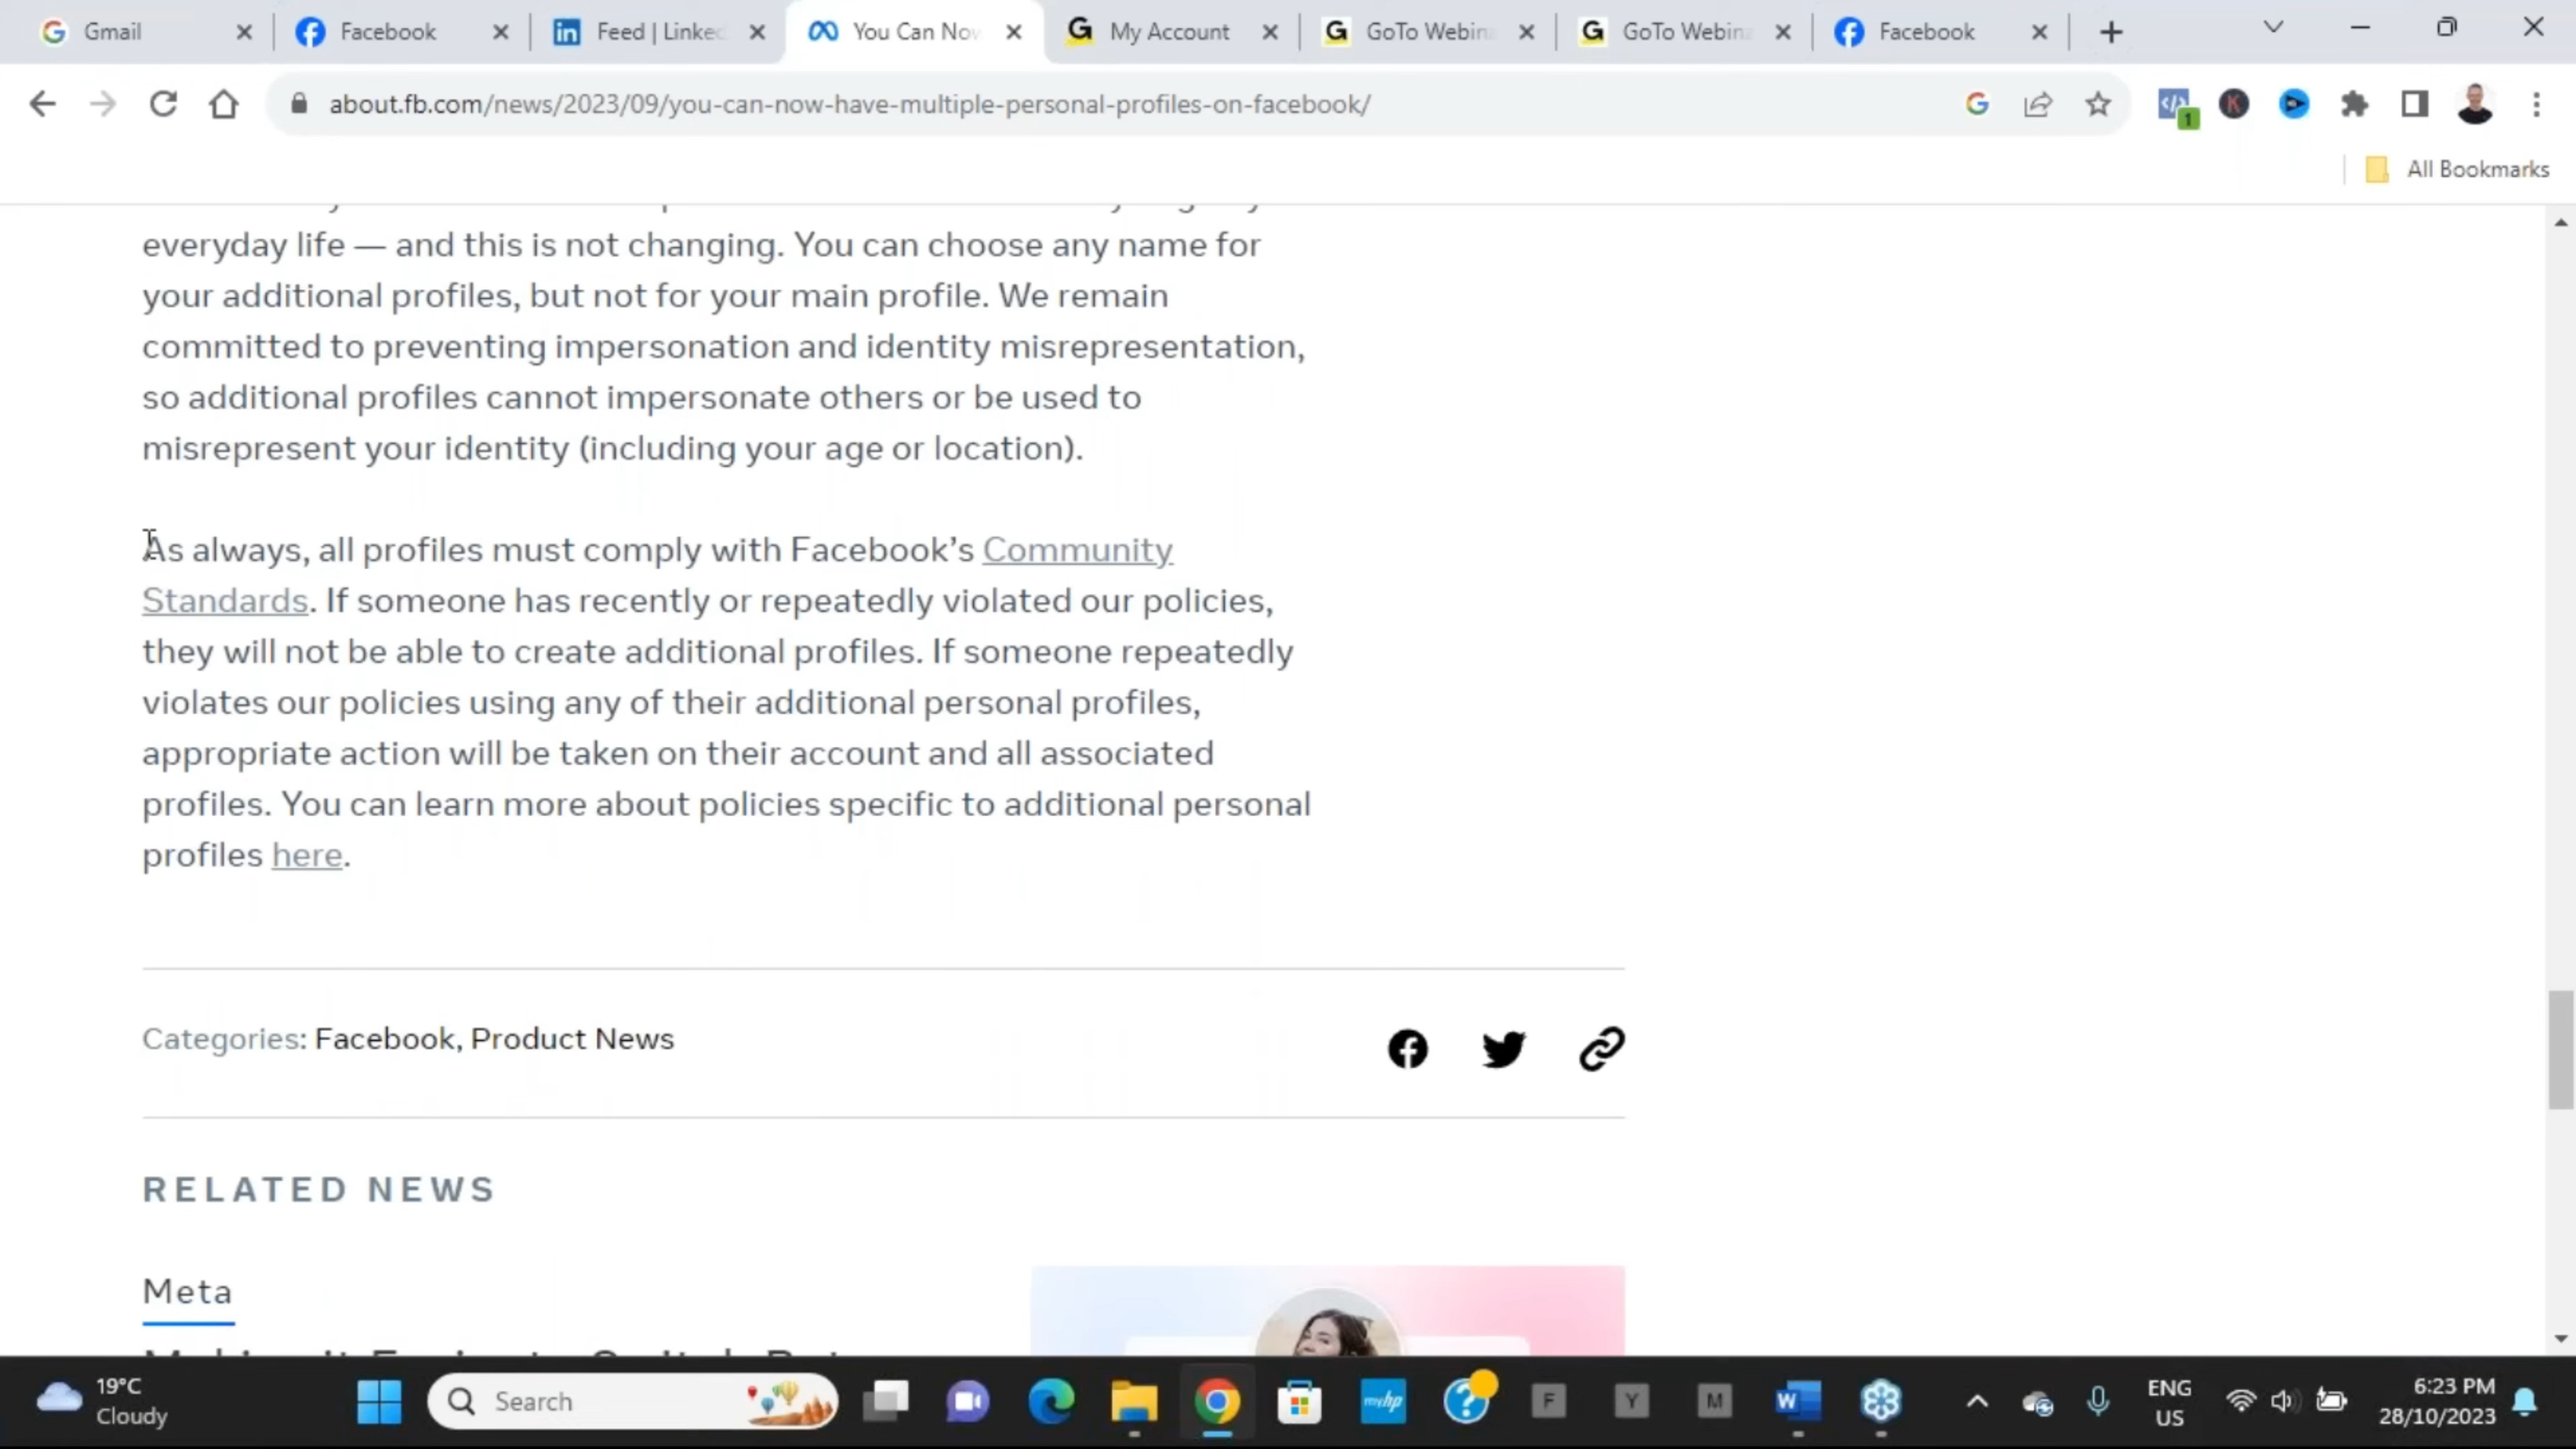 Gmail
Facebook
Feed | Linke
You Can Nov
My Account
GoTo Webin
GoTo Webin
Facebook
about.fb.com/news/2023/09/you-can-now-have-multiple-personal-profiles-on-facebook/
1
All Bookmarks
everyday life — and this is not changing. You can choose any name for
your additional profiles, but not for your main profile. We remain
committed to preventing impersonation and identity misrepresentation,
so additional profiles cannot impersonate others or be used to
misrepresent your identity (including your age or location).
As always, all profiles must comply with Facebook’s Community
Standards. If someone has recently or repeatedly violated our policies,
they will not be able to create additional profiles. If someone repeatedly
violates our policies using any of their additional personal profiles,
appropriate action will be taken on their account and all associated
profiles. You can learn more about policies specific to additional personal
profiles here.
Categories: Facebook, Product News
RELATED NEWS
Meta
19°C
Cloudy
Search
myhp
F
Y
M
ENG
US
6:23 PM
28/10/2023